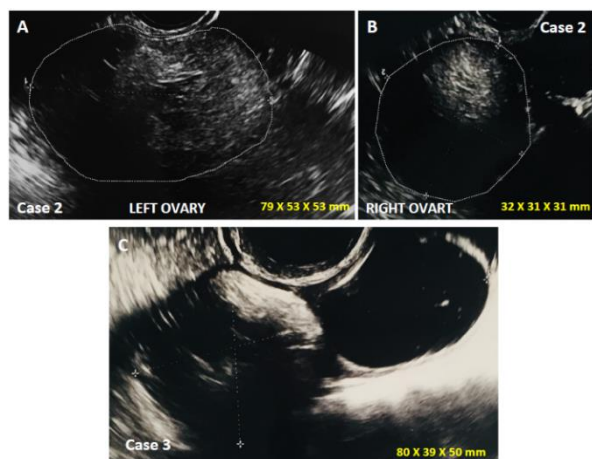 A
B
Case 2
Case 2
LEFT OVARY
79 X 53 X 53 mm
RIGHT OVART
32 X 31 X 31 mm
C
Case 3
80 X 39 X 50 mm